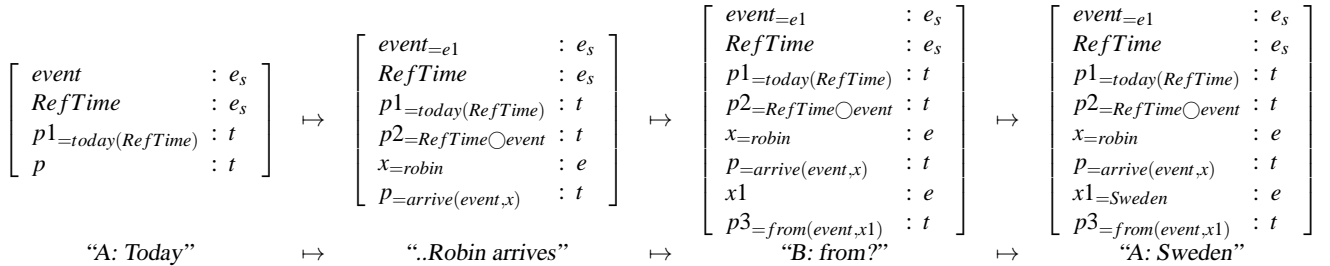 event : e_s
RefTime : e_s
p1_{=today(RefTime)} : t
p : t
↦
event_{=e1} : e_s
RefTime : e_s
p1_{=today(RefTime)} : t
p2_{=RefTime○event} : t
x_{=robin} : e
p_{=arrive(event,x)} : t
↦
event_{=e1} : e_s
RefTime : e_s
p1_{=today(RefTime)} : t
p2_{=RefTime○event} : t
x_{=robin} : e
p_{=arrive(event,x)} : t
x1 : e
p3_{=from(event,x1)} : t
↦
event_{=e1} : e_s
RefTime : e_s
p1_{=today(RefTime)} : t
p2_{=RefTime○event} : t
x_{=robin} : e
p_{=arrive(event,x)} : t
x1_{=Sweden} : e
p3_{=from(event,x1)} : t
“A: Today” ↦ “..Robin arrives” ↦ “B: from?” ↦ “A: Sweden”